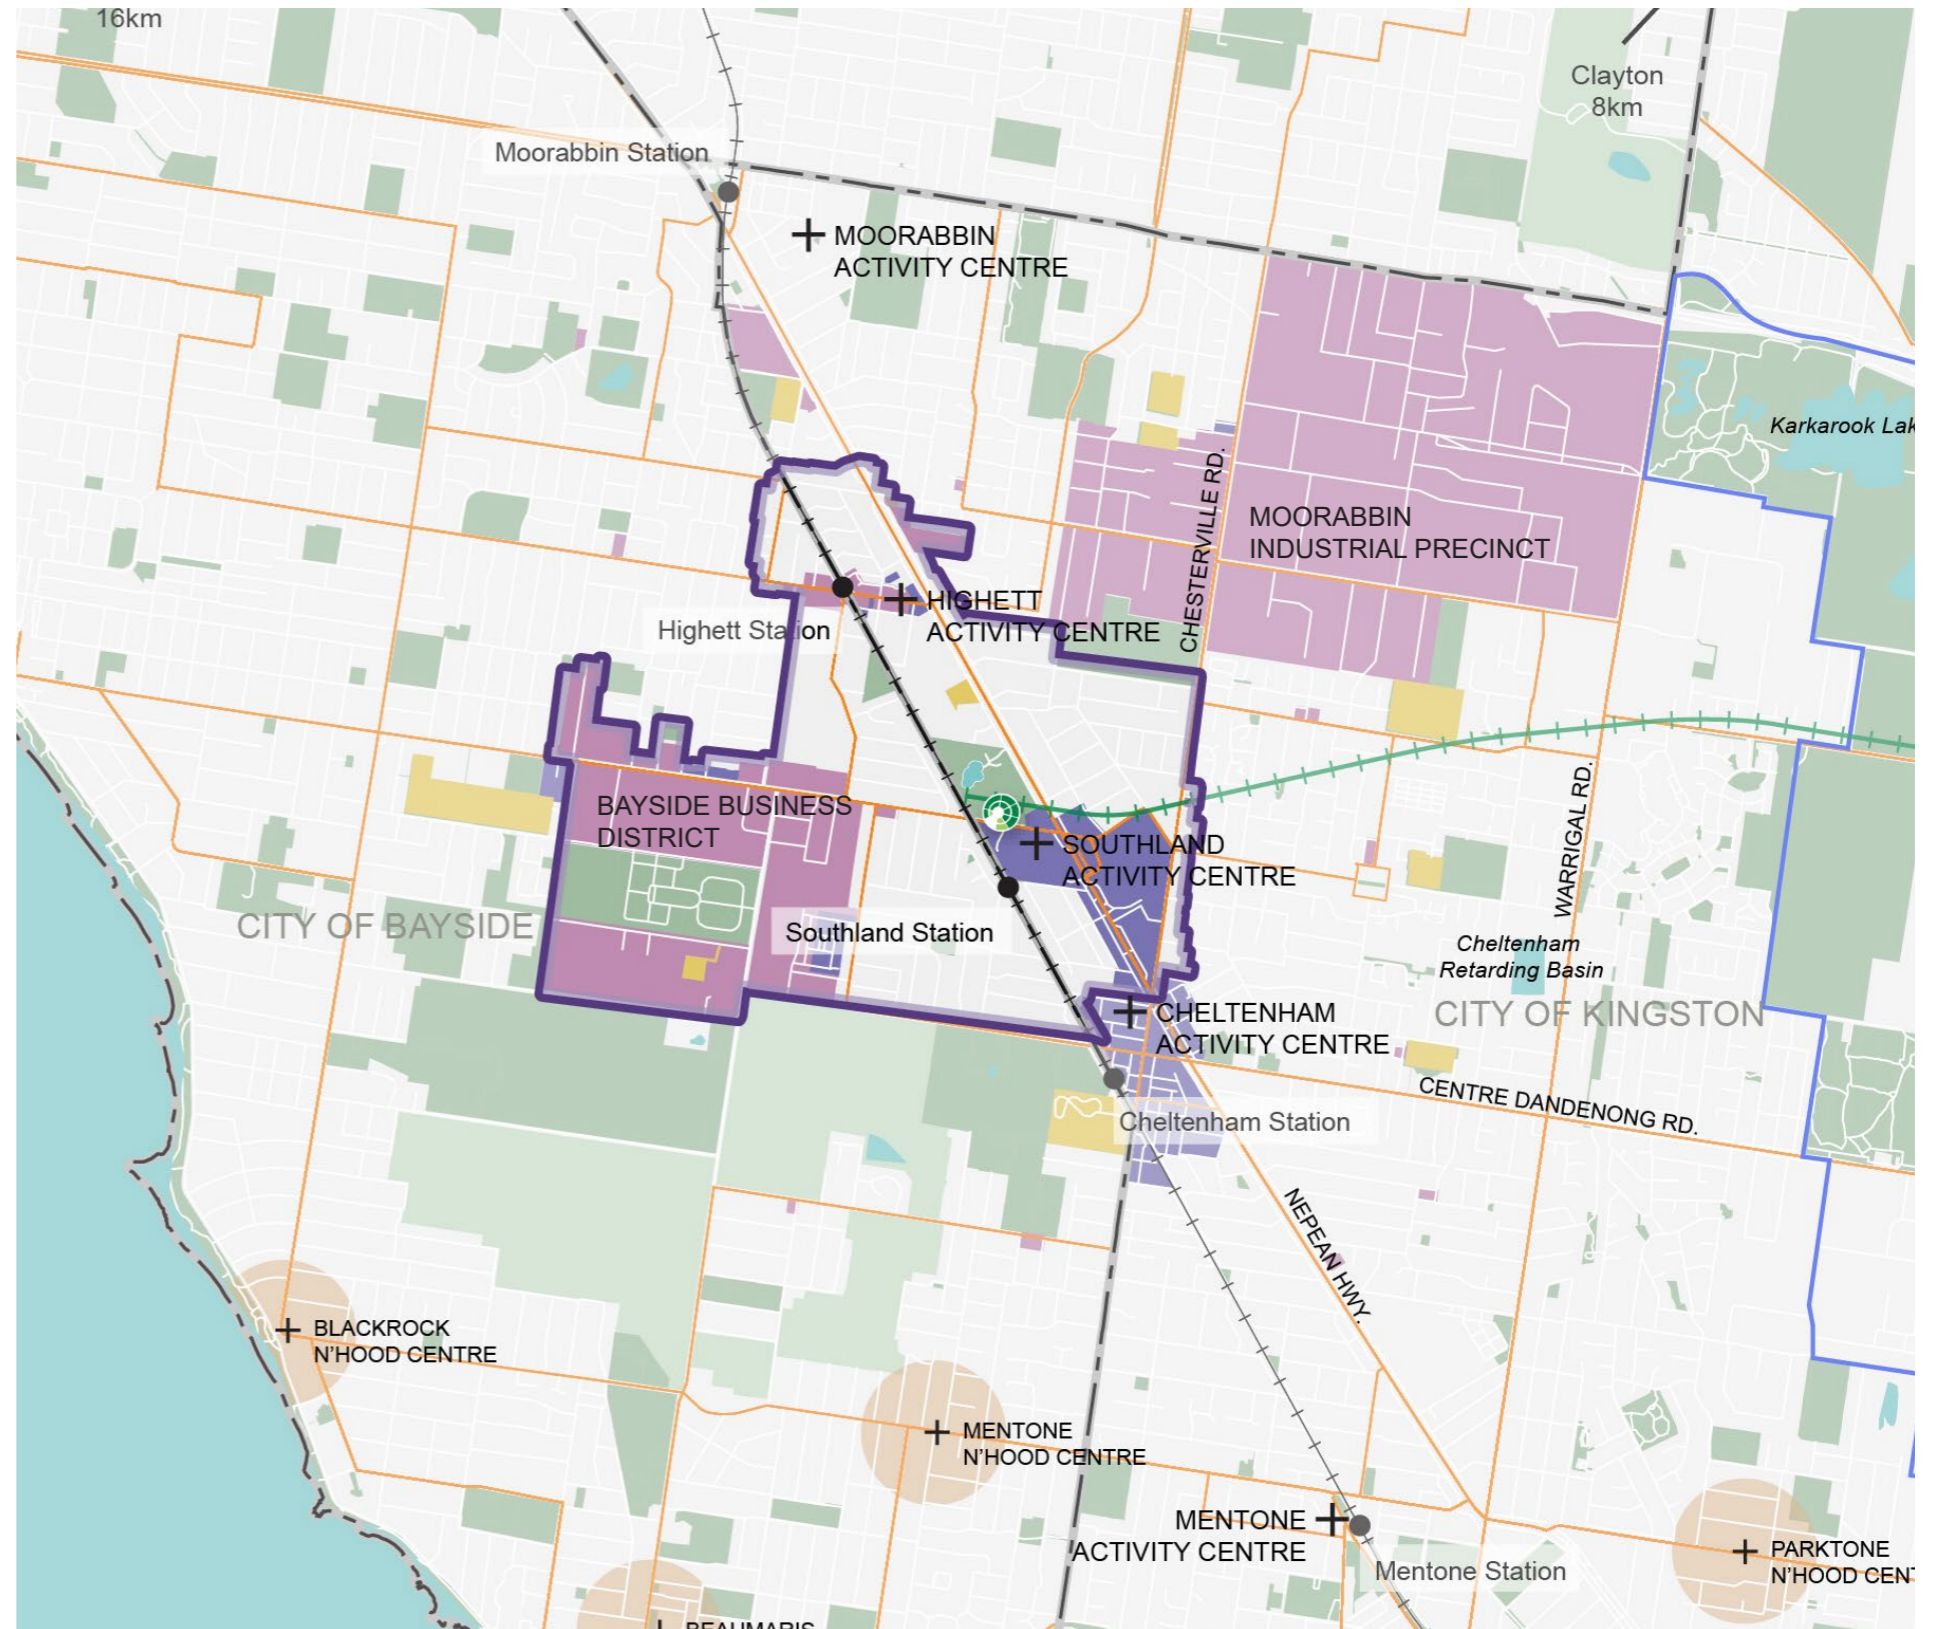 16km
Clayton
8km
Moorabbin Station
MOORABBIN
ACTIVITY CENTRE
Karkarook Lak
CHESTERVILLE RD.
MOORABBIN
INDUSTRIAL PRECINCT
HIGHETT
ACTIVITY CENTRE
Highett Station
BAYSIDE BUSINESS
DISTRICT
WARRIGAL RD.
SOUTHLAND
ACTIVITY CENTRE
CITY OF BAYSIDE
Southland Station
Cheltenham
Retarding Basin
CITY OF KINGSTON
CHELTENHAM
ACTIVITY CENTRE
CENTRE DANDENONG RD.
Cheltenham Station
NEPEAN HWY.
BLACKROCK
N'HOOD CENTRE
MENTONE
N'HOOD CENTRE
MENTONE
ACTIVITY CENTRE
Mentone Station
PARKTONE
N'HOOD CENT
BEAUMARIS